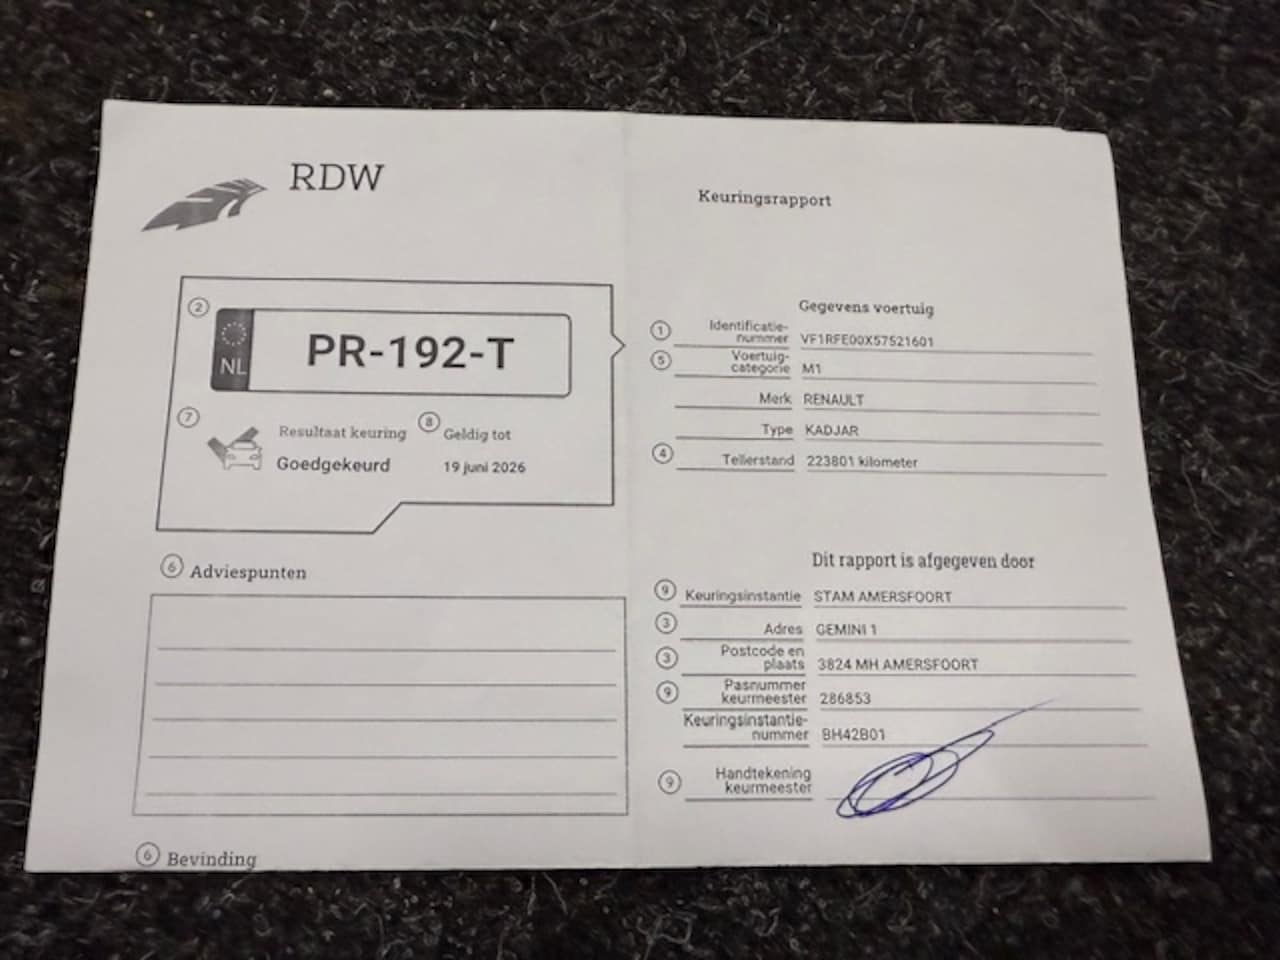 RDW
Keuringsrapport
2
NL
PR-192-T
7
Resultaat keuring
Goedgekeurd
8
Geldig tot
19 juni 2026
6 Adviespunten
6 Bevinding
Gegevens voertuig
1 Identificatie-
nummer VF1RFE00X57521601
5 Voertuig-
categorie M1
Merk RENAULT
Type KADJAR
4 Tellerstand 223801 kilometer
Dit rapport is afgegeven door
9 Keuringsinstantie STAM AMERSFOORT
3 Adres GEMINI 1
3 Postcode en
plaats 3824 MH AMERSFOORT
9 Pasnummer
keurmeester 286853
Keuringsinstantie-
nummer BH42B01
9 Handtekening
keurmeester